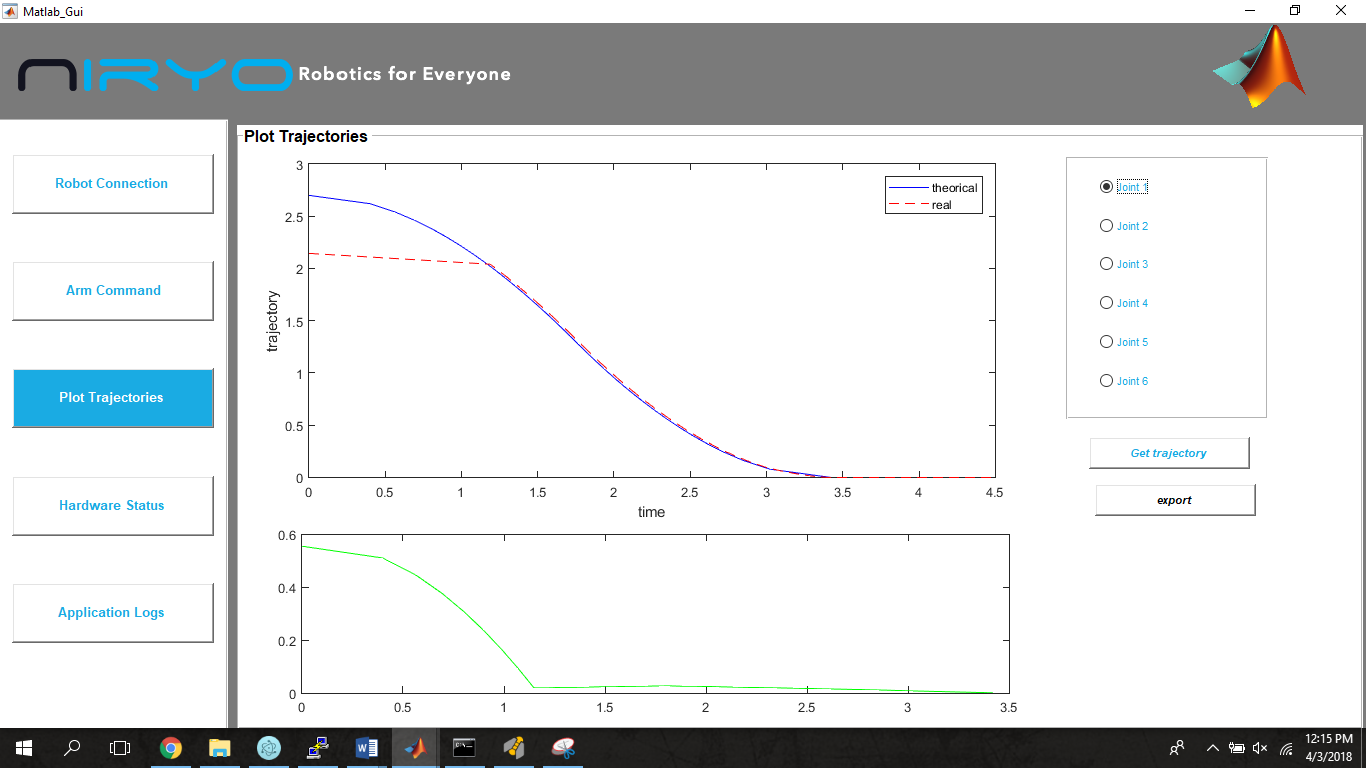 Matlab_Gui
NIRYO Robotics for Everyone
Robot Connection
Arm Command
Plot Trajectories
Hardware Status
Application Logs
Plot Trajectories
3
2.5
2
1.5
1
0.5
0
trajectory
0 0.5 1 1.5 2 2.5 3 3.5 4 4.5
time
theorical
real
0.6
0.4
0.2
0
0 0.5 1 1.5 2 2.5 3 3.5
Joint 1
Joint 2
Joint 3
Joint 4
Joint 5
Joint 6
Get trajectory
export
12:15 PM
4/3/2018